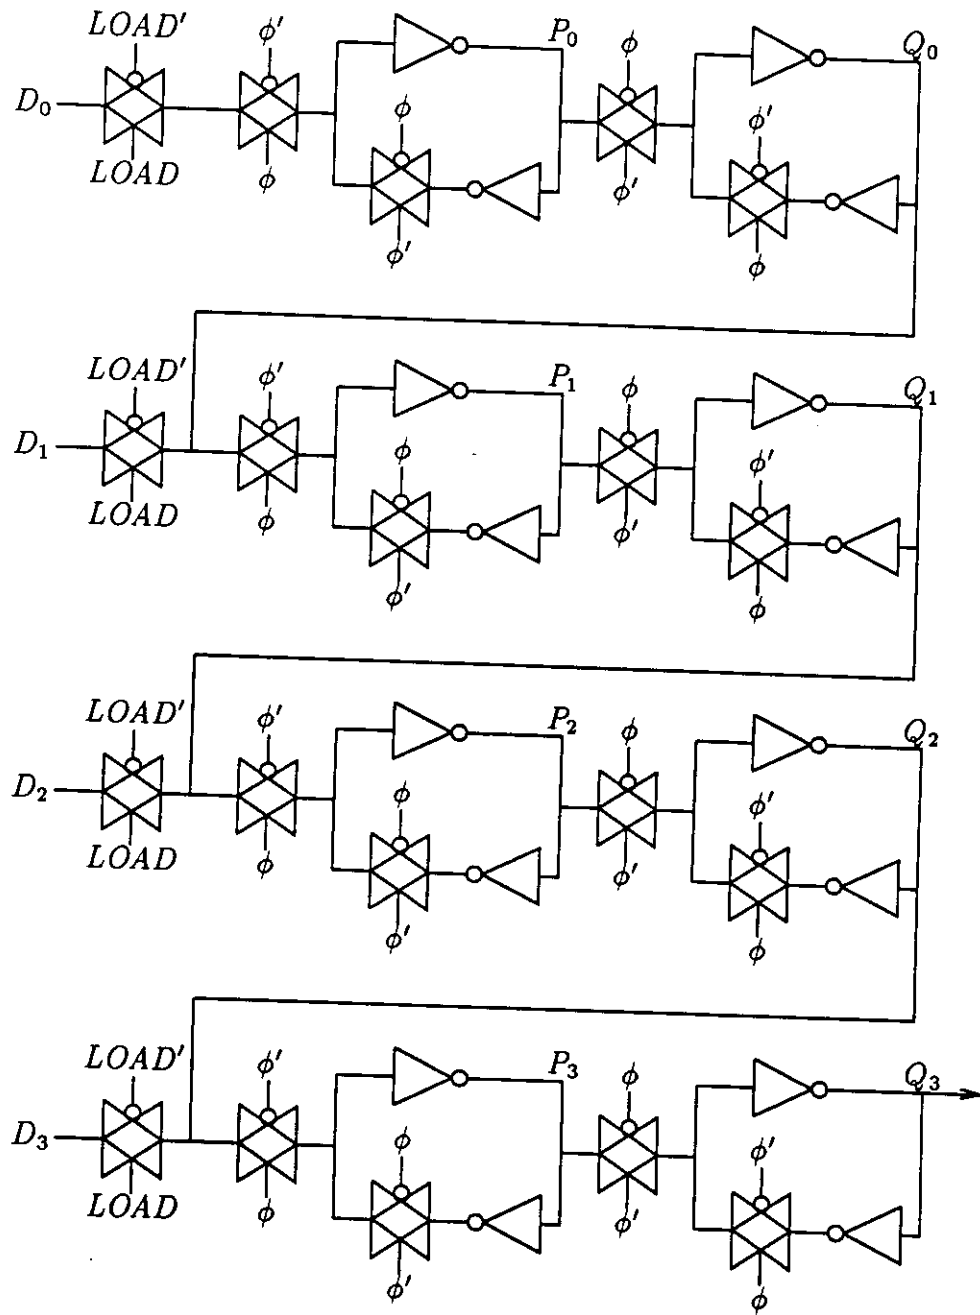 LOAD' ϕ' P₀ ϕ Q₀
ϕ ϕ'
D₀
LOAD ϕ ϕ'
ϕ' ϕ
LOAD' ϕ' P₁ ϕ Q₁
ϕ ϕ'
D₁
LOAD ϕ ϕ'
ϕ' ϕ
LOAD' ϕ' P₂ ϕ Q₂
ϕ ϕ'
D₂
LOAD ϕ ϕ'
ϕ' ϕ
LOAD' ϕ' P₃ ϕ Q₃
ϕ ϕ'
D₃
LOAD ϕ ϕ'
ϕ' ϕ